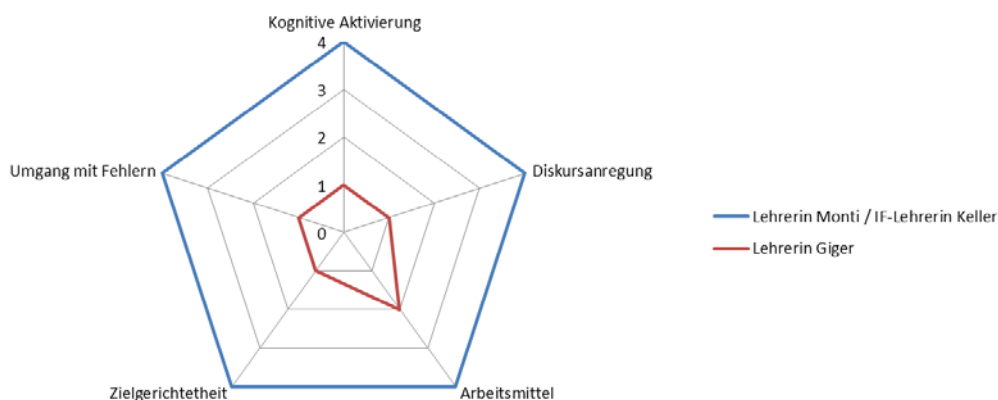 Kognitive Aktivierung
4
3
2
1
0
Umgang mit Fehlern
Diskursanregung
Zielgerichtetheit
Arbeitsmittel
Lehrerin Monti / IF-Lehrerin Keller
Lehrerin Giger